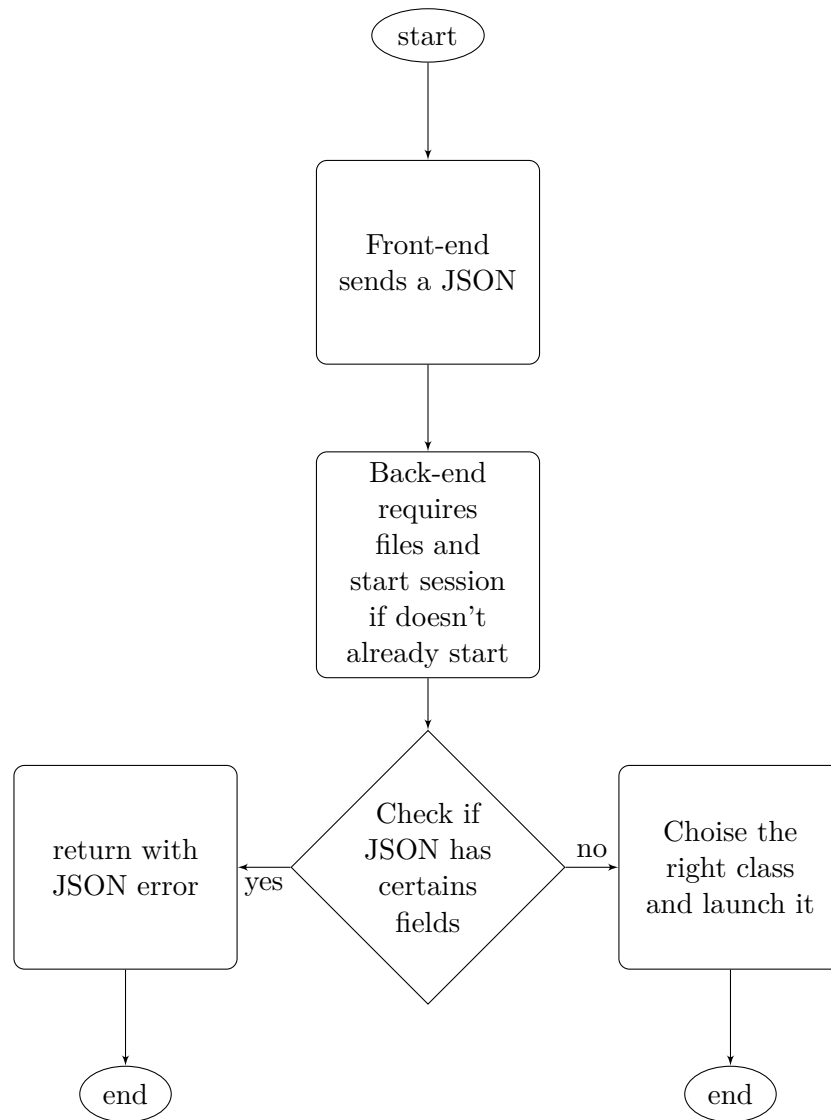 start
Front-end
sends a JSON
Back-end
requires
files and
start session
if doesn't
already start
Check if
JSON has
certains
fields
yes
no
return with
JSON error
Choise the
right class
and launch it
end
end